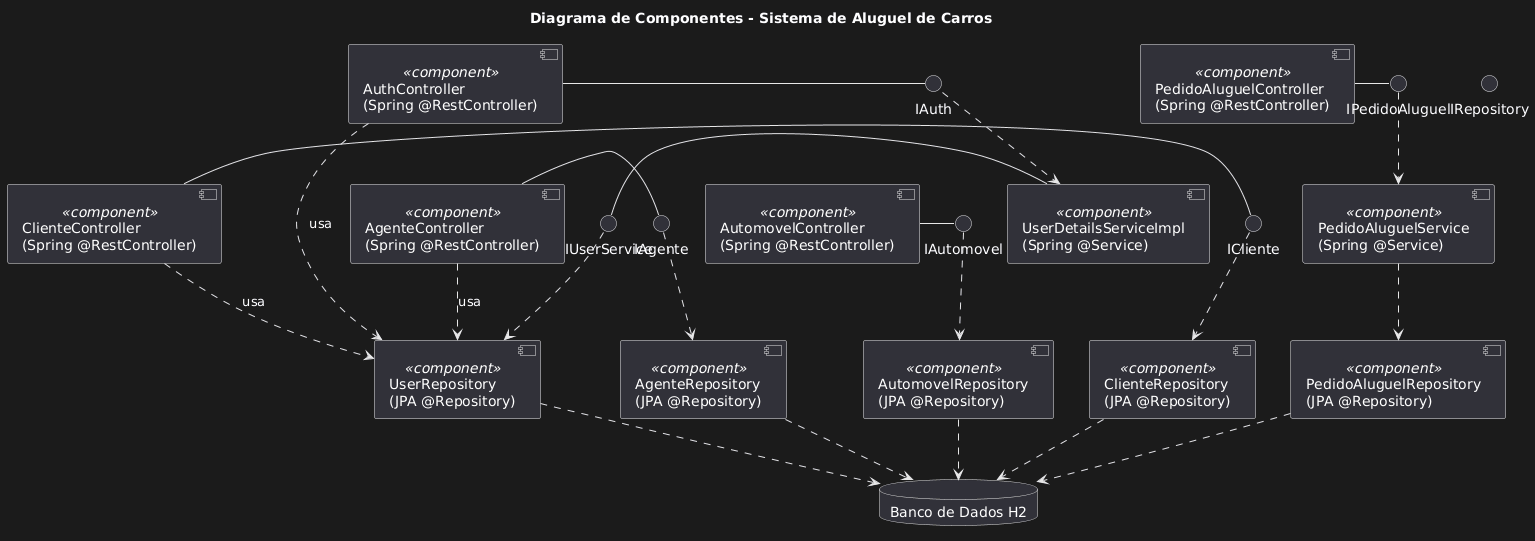 Diagrama de Componentes - Sistema de Aluguel de Carros
«component»
AuthController
(Spring @RestController)
IAuth
«component»
PedidoAluguelController
(Spring @RestController)
IPedidoAluguel
IRepository
«component»
ClienteController
(Spring @RestController)
usa
«component»
AgenteController
(Spring @RestController)
IUserService
IAgente
«component»
AutomovelController
(Spring @RestController)
IAutomovel
«component»
UserDetailsServiceImpl
(Spring @Service)
ICliente
«component»
PedidoAluguelService
(Spring @Service)
usa
usa
«component»
UserRepository
(JPA @Repository)
«component»
AgenteRepository
(JPA @Repository)
«component»
AutomovelRepository
(JPA @Repository)
«component»
ClienteRepository
(JPA @Repository)
«component»
PedidoAluguelRepository
(JPA @Repository)
Banco de Dados H2